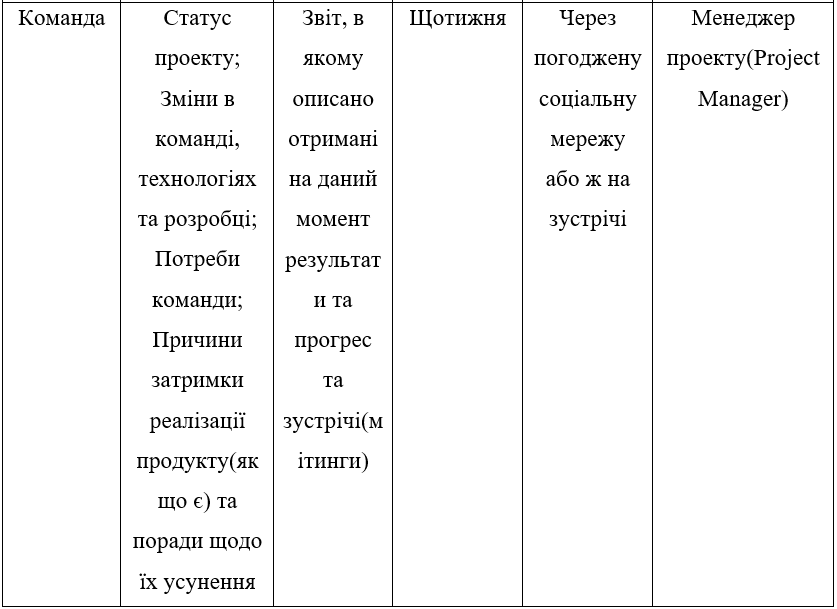 Команда
Статус
проекту;
Зміни в
команді,
технологіях
та розробці;
Потреби
команди;
Причини
затримки
реалізації
продукту(як
що є) та
поради щодо
їх усунення
Звіт, в
якому
описано
отримані
на даний
момент
результат
и та
прогрес
та
зустрічі(м
ітинги)
Щотижня
Через
погоджену
соціальну
мережу
або ж на
зустрічі
Менеджер
проекту(Project
Manager)